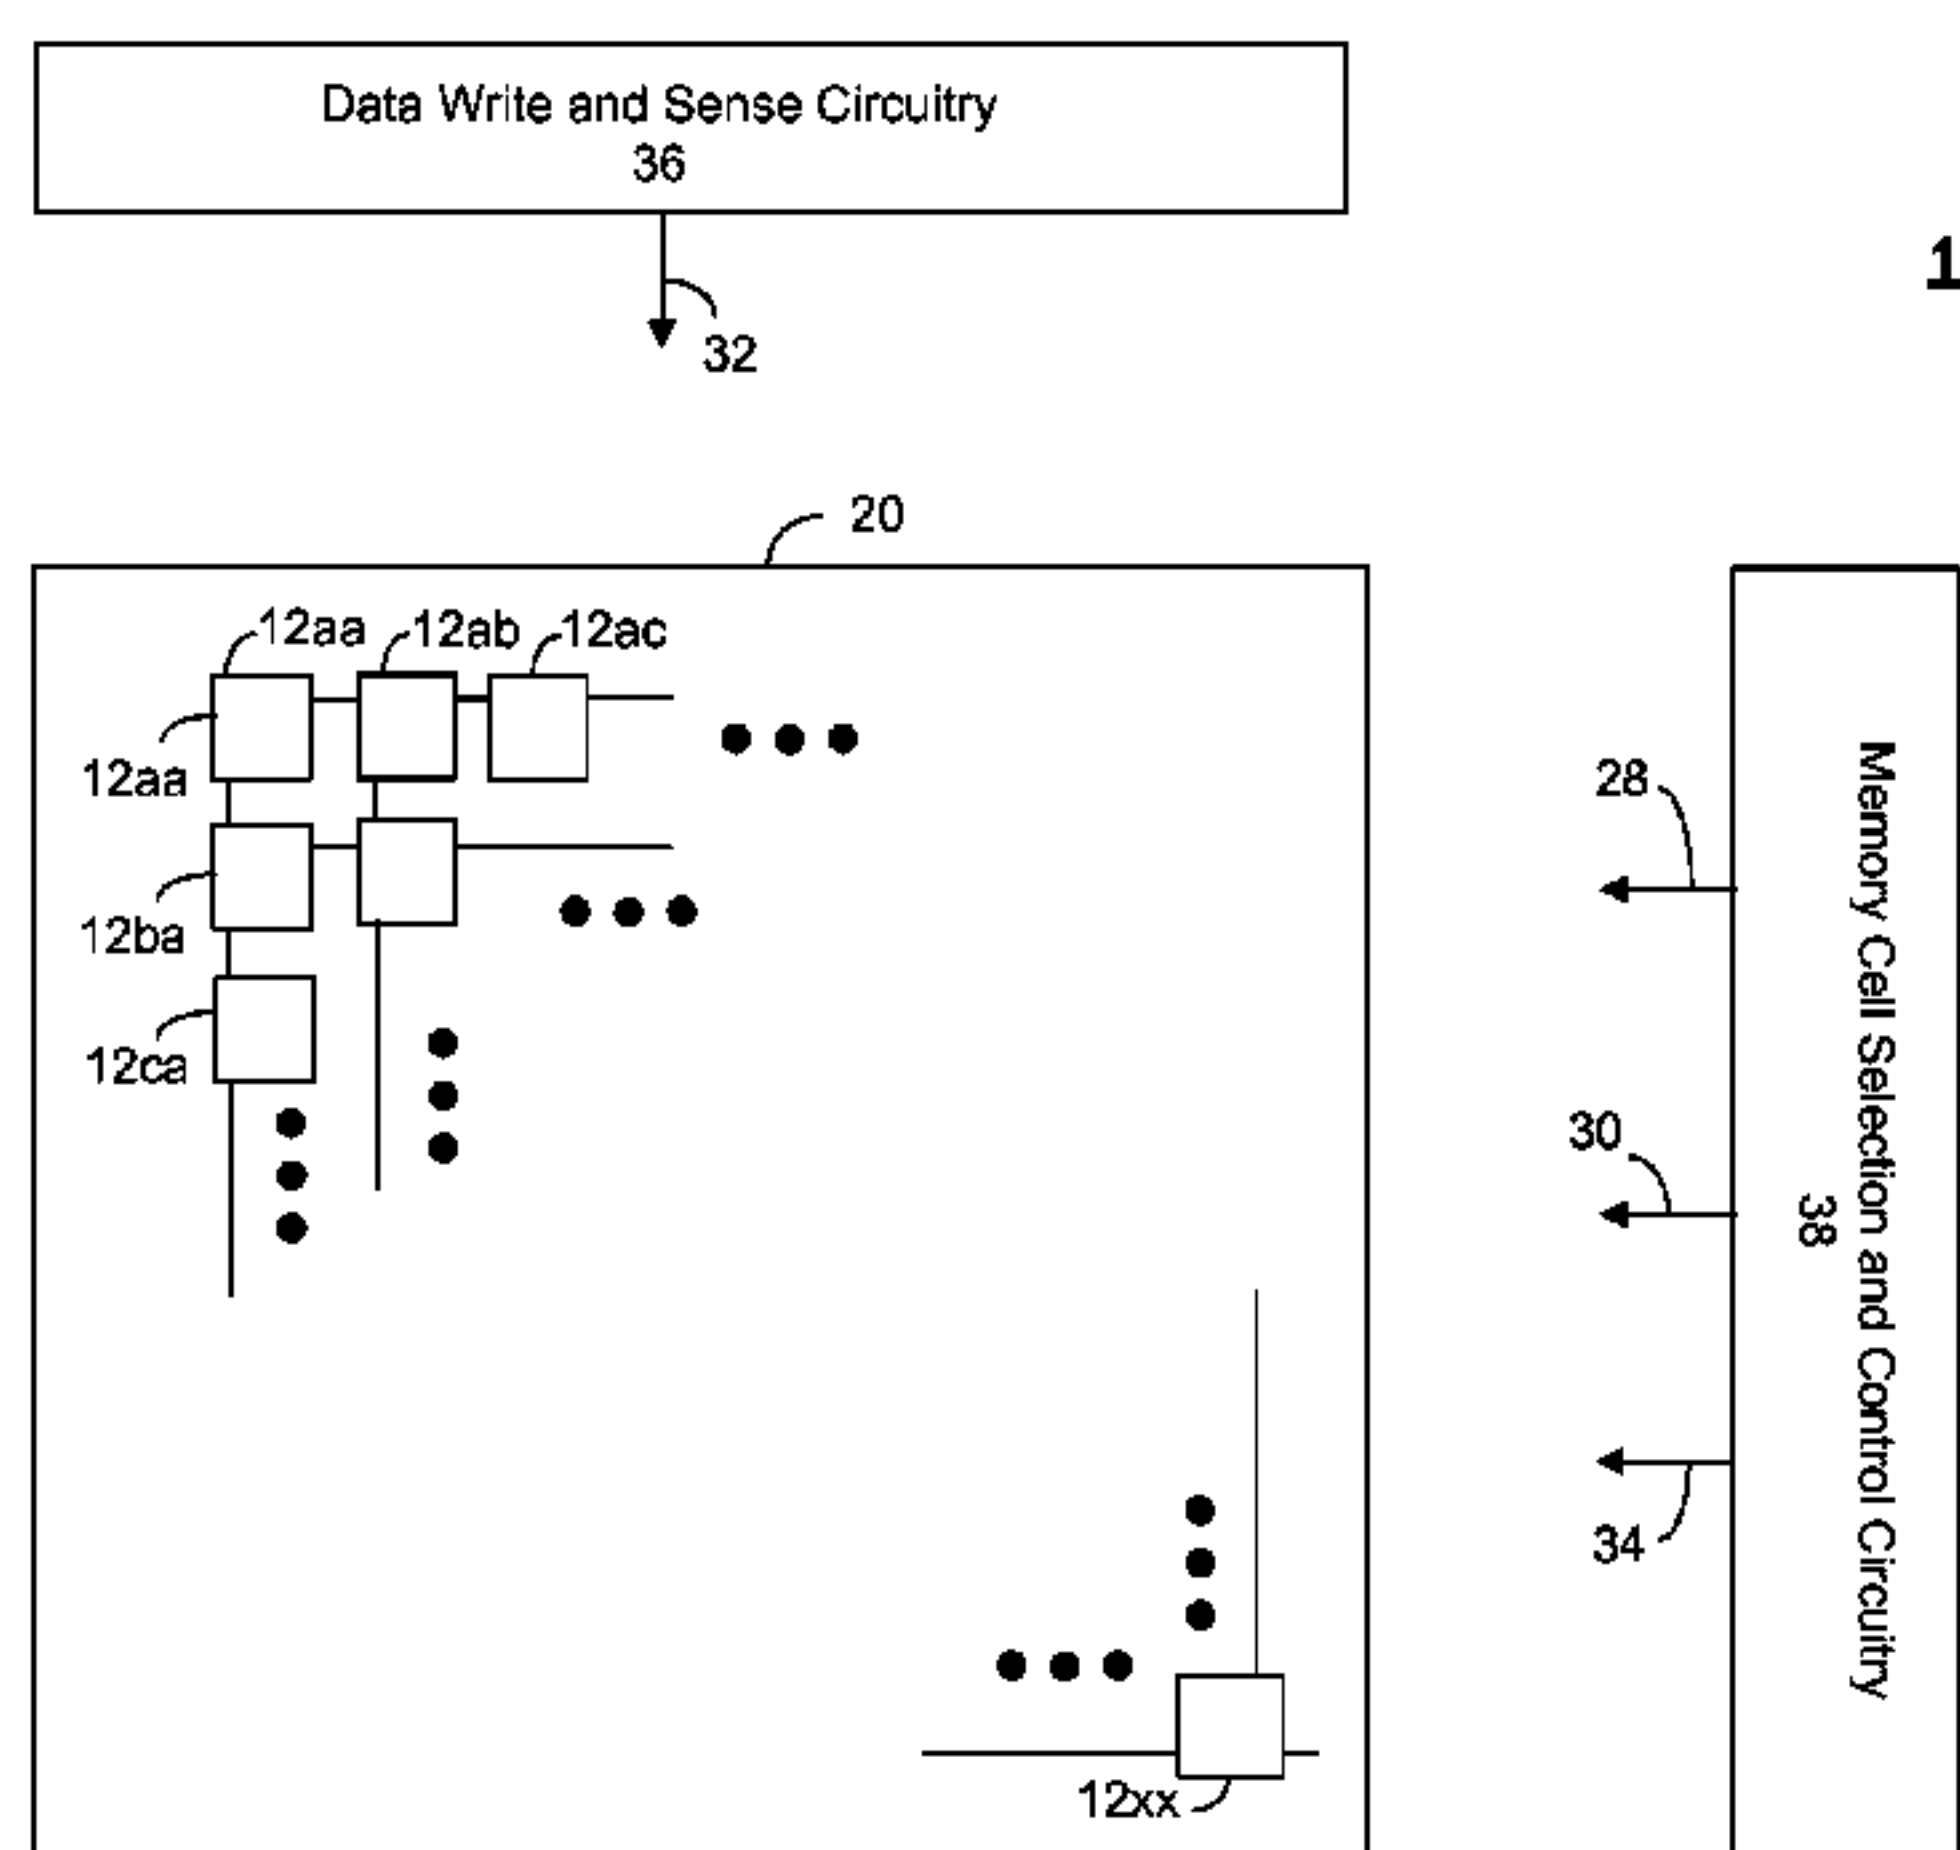 Data Write and Sense Circuitry
36
1
32
20
12aa 12ab 12ac
12aa
12ba
12ca
28
30
34
Memory Cell Selection and Control Circuitry
38
12xx